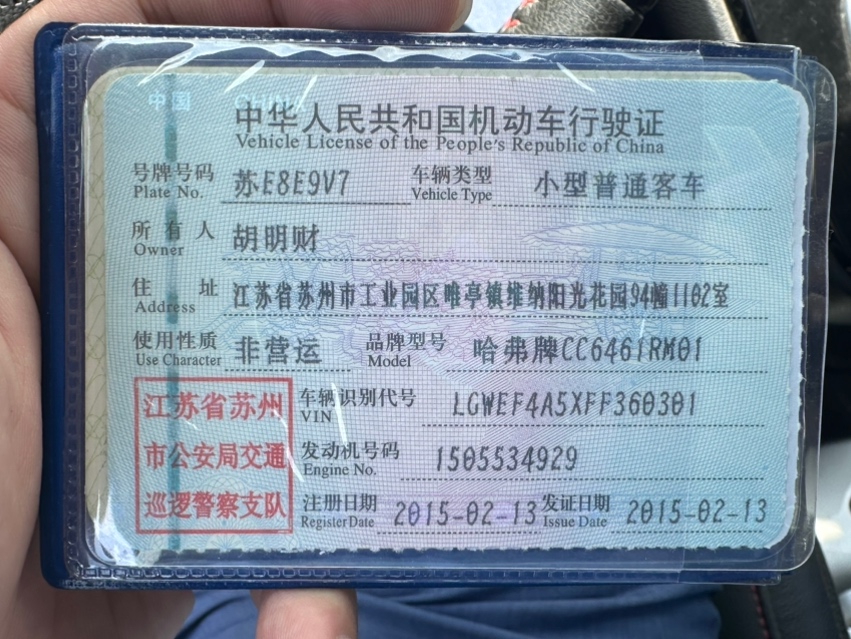 中国 CHINA
中华人民共和国机动车行驶证
Vehicle License of the People's Republic of China
号牌号码 苏E8E9V7 车辆类型 小型普通客车
Plate No. Vehicle Type
所有人 胡明财
Owner
住址 江苏省苏州市工业园区唯亭镇维纳阳光花园94幢1102室
Address
使用性质 非营运 品牌型号 哈弗牌CC6461RM01
Use Character Model
江苏省苏州
市公安局交通
巡逻警察支队
车辆识别代号 LGWEF4A5XFF360301
VIN
发动机号码 1505534929
Engine No.
注册日期 2015-02-13 发证日期 2015-02-13
Register Date Issue Date